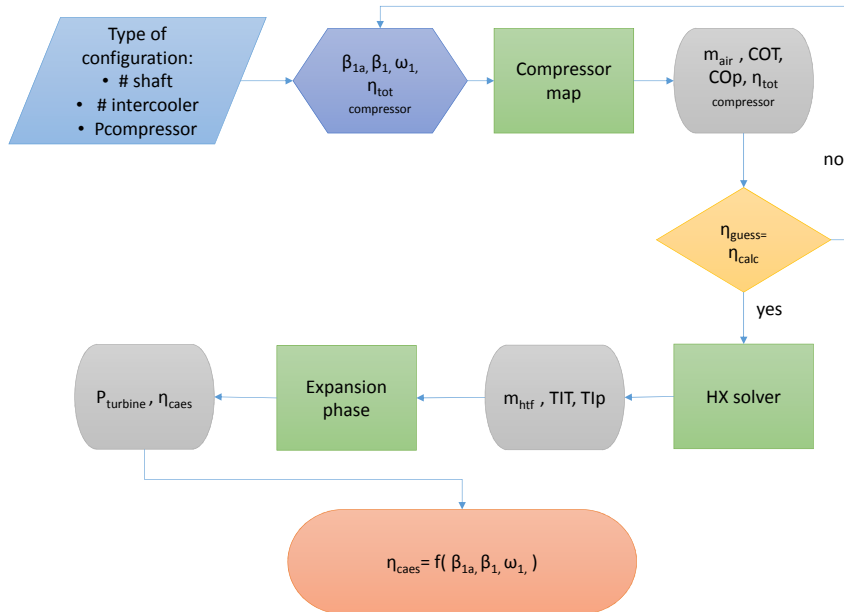 Type of
configuration:
• # shaft
• # intercooler
• Pcompressor
β1a, β1, ω1,
ηtot
compressor
Compressor
map
mair , COT,
COp, ηtot
compressor
no
ηguess=
ηcalc
yes
HX solver
mhtf , TIT, TIp
Expansion
phase
Pturbine , ηcaes
ηcaes= f( β1a, β1, ω1, )